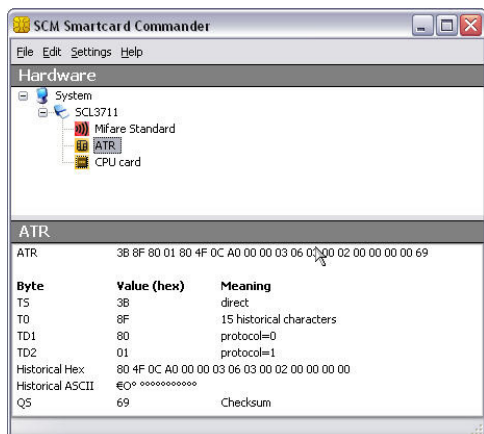 SCM Smartcard Commander
File Edit Settings Help
Hardware
System
SCL3711
Mifare Standard
ATR
CPU card
ATR
ATR 3B 8F 80 01 80 4F 0C A0 00 00 03 06 03 00 02 00 00 00 00 69
Byte Value (hex) Meaning
TS 3B direct
T0 8F 15 historical characters
TD1 80 protocol=0
TD2 01 protocol=1
Historical Hex 80 4F 0C A0 00 00 03 06 03 00 02 00 00 00 00
Historical ASCII €O° °°°°°°°°°°°
QS 69 Checksum